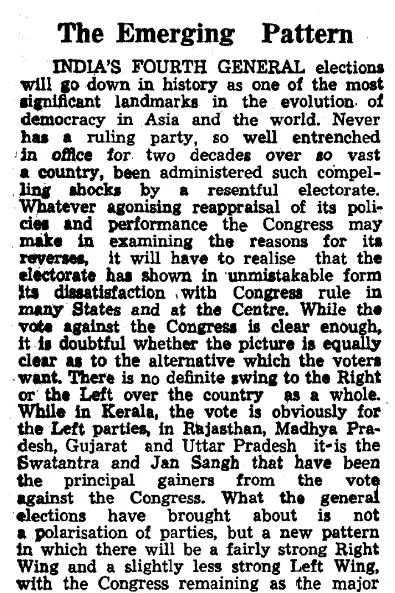 The Emerging Pattern
INDIA'S FOURTH GENERAL elections
will go down in history as one of the most
significant landmarks in the evolution of
democracy in Asia and the world. Never
has a ruling party, so well entrenched
in office for two decades over so vast
a country, been administered such compel-
ling shocks by a resentful electorate.
Whatever agonising reappraisal of its poli-
cies and performance the Congress may
make in examining the reasons for its
reverses, it will have to realise that the
electorate has shown in unmistakable form
its dissatisfaction with Congress rule in
many States and at the Centre. While the
vote against the Congress is clear enough,
it is doubtful whether the picture is equally
clear as to the alternative which the voters
want. There is no definite swing to the Right
or the Left over the country as a whole.
While in Kerala, the vote is obviously for
the Left parties, in Rajasthan, Madhya Pra-
desh, Gujarat and Uttar Pradesh it is the
Swatantra and Jan Sangh that have been
the principal gainers from the vote
against the Congress. What the general
elections have brought about is not
a polarisation of parties, but a new pattern
in which there will be a fairly strong Right
Wing and a slightly less strong Left Wing,
with the Congress remaining as the major